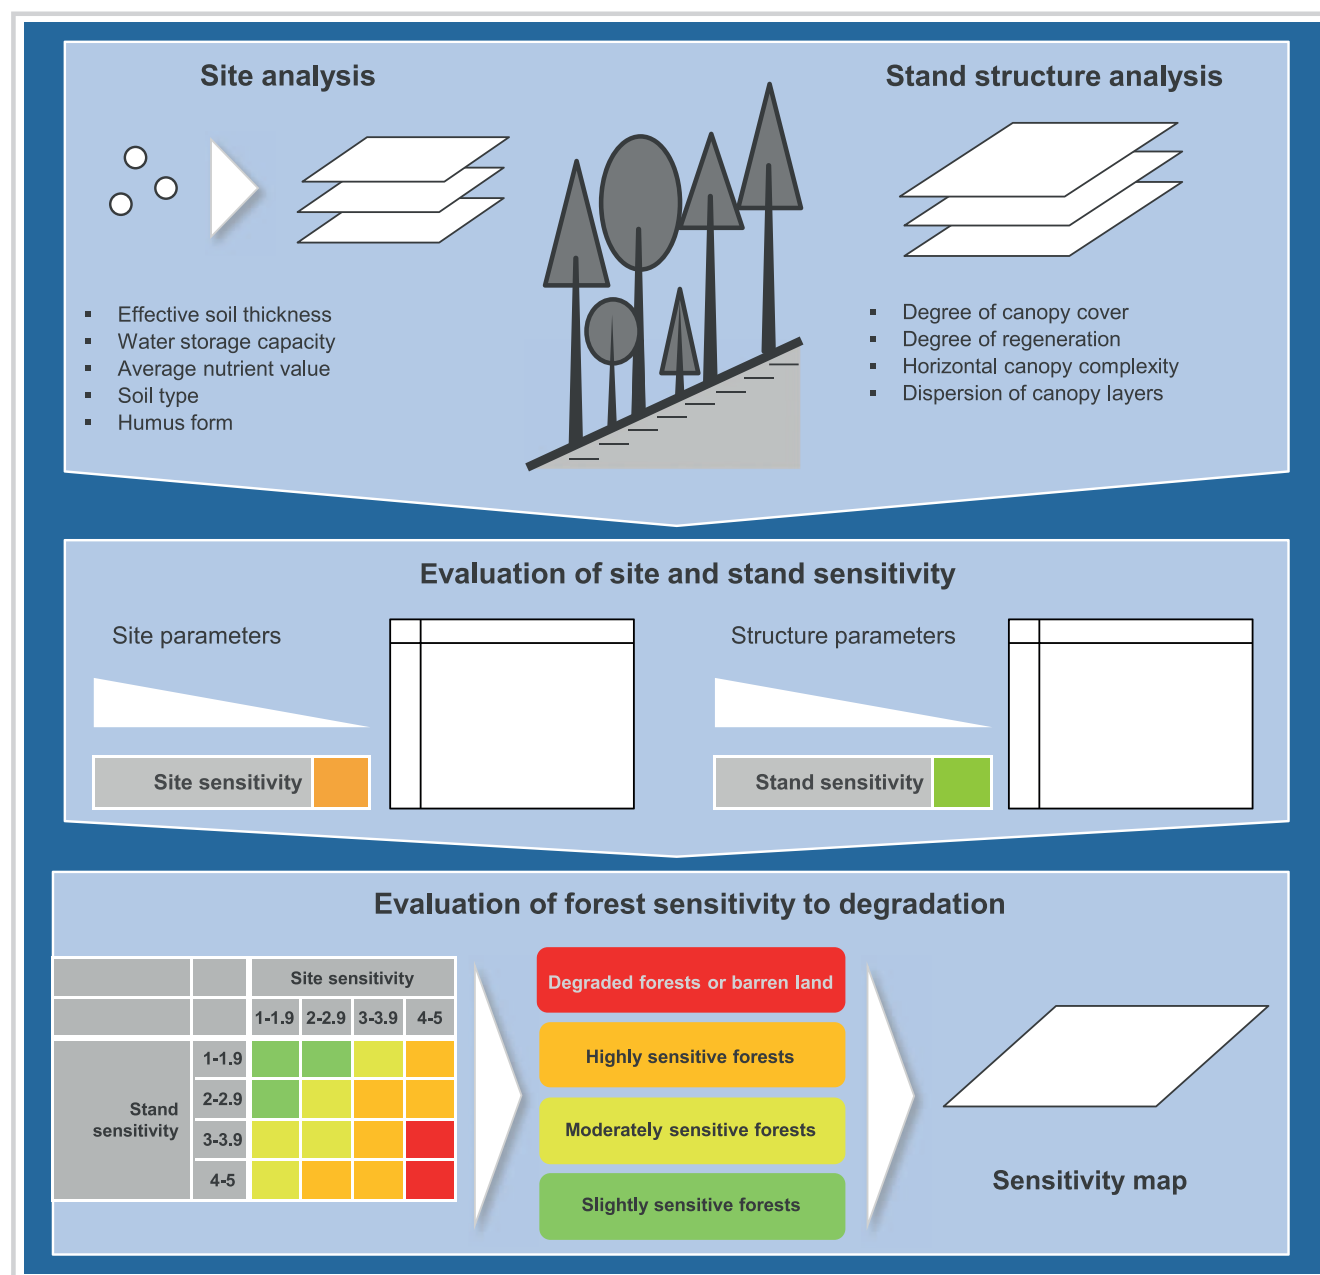 Site analysis
Stand structure analysis
▪ Effective soil thickness
▪ Water storage capacity
▪ Average nutrient value
▪ Soil type
▪ Humus form
▪ Degree of canopy cover
▪ Degree of regeneration
▪ Horizontal canopy complexity
▪ Dispersion of canopy layers
Evaluation of site and stand sensitivity
Site parameters
Site sensitivity
Structure parameters
Stand sensitivity
Evaluation of forest sensitivity to degradation
Site sensitivity
1-1.9 2-2.9 3-3.9 4-5
Stand
sensitivity
1-1.9
2-2.9
3-3.9
4-5
Degraded forests or barren land
Highly sensitive forests
Moderately sensitive forests
Slightly sensitive forests
Sensitivity map